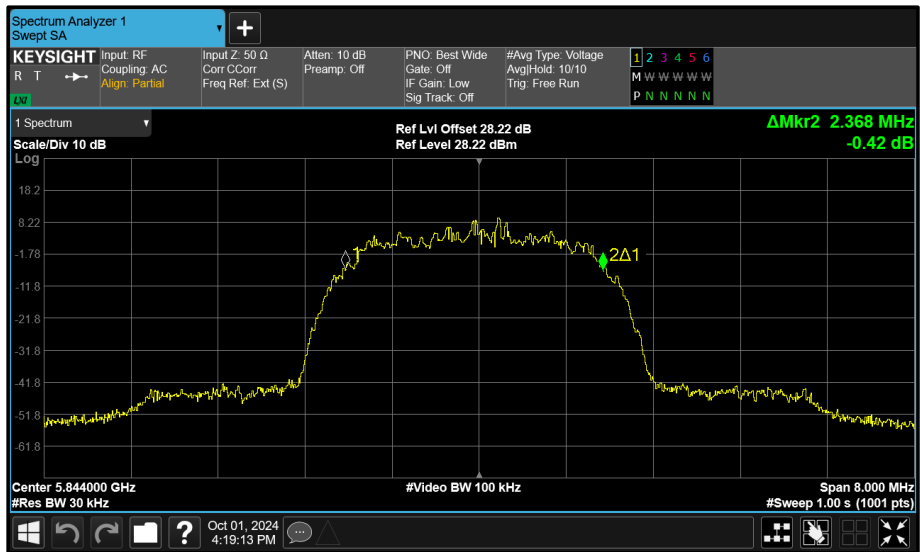 Spectrum Analyzer 1
Swept SA
KEYSIGHT
R T
LXI
Input: RF
Coupling: AC
Align: Partial
Input Z: 50 Ω
Corr CCorr
Freq Ref: Ext (S)
Atten: 10 dB
Preamp: Off
PNO: Best Wide
Gate: Off
IF Gain: Low
Sig Track: Off
#Avg Type: Voltage
Avg|Hold: 10/10
Trig: Free Run
1 2 3 4 5 6
M W W W W W
P N N N N N
1 Spectrum
Scale/Div 10 dB
Ref Lvl Offset 28.22 dB
Ref Level 28.22 dBm
ΔMkr2 2.368 MHz
-0.42 dB
Log
18.2
8.22
-1.78
-11.8
-21.8
-31.8
-41.8
-51.8
-61.8
1
2Δ1
Center 5.844000 GHz
#Video BW 100 kHz
Span 8.000 MHz
#Res BW 30 kHz
#Sweep 1.00 s (1001 pts)
?
Oct 01, 2024
4:19:13 PM